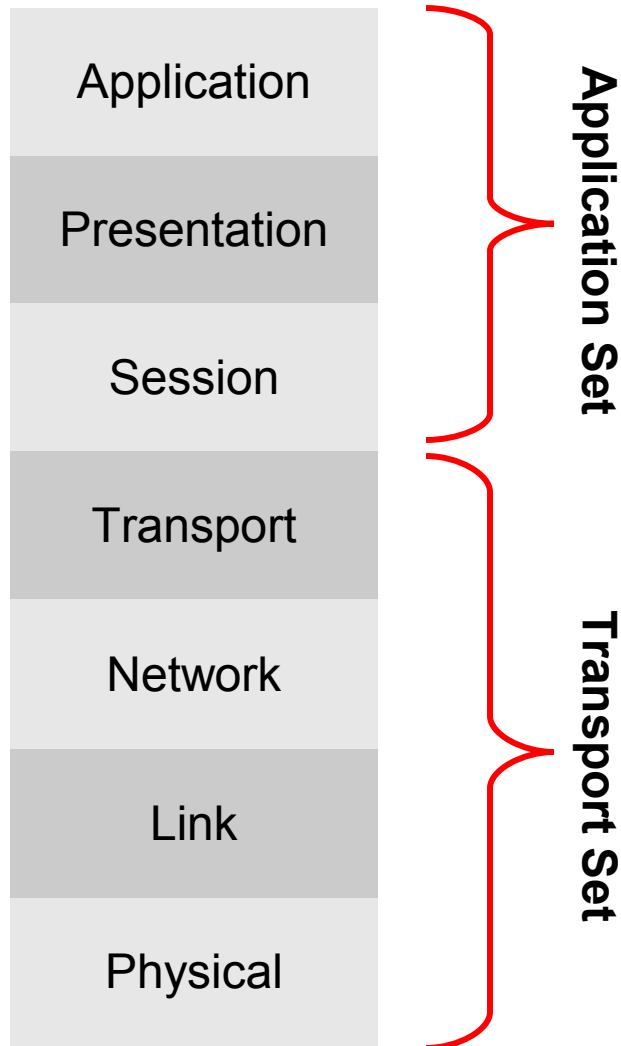 Application
Presentation
Session
Transport
Network
Link
Physical
Application Set
Transport Set